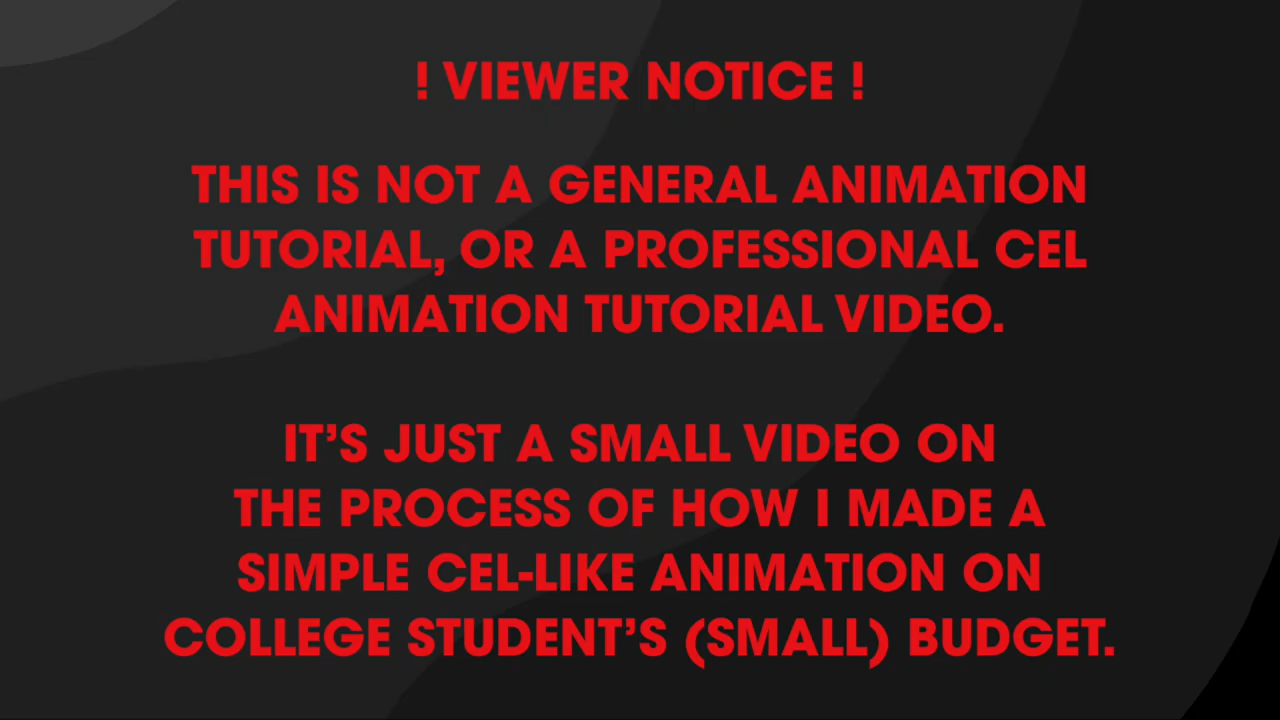 ! VIEWER NOTICE !
THIS IS NOT A GENERAL ANIMATION
TUTORIAL, OR A PROFESSIONAL CEL
ANIMATION TUTORIAL VIDEO.
IT’S JUST A SMALL VIDEO ON
THE PROCESS OF HOW I MADE A
SIMPLE CEL-LIKE ANIMATION ON
COLLEGE STUDENT’S (SMALL) BUDGET.